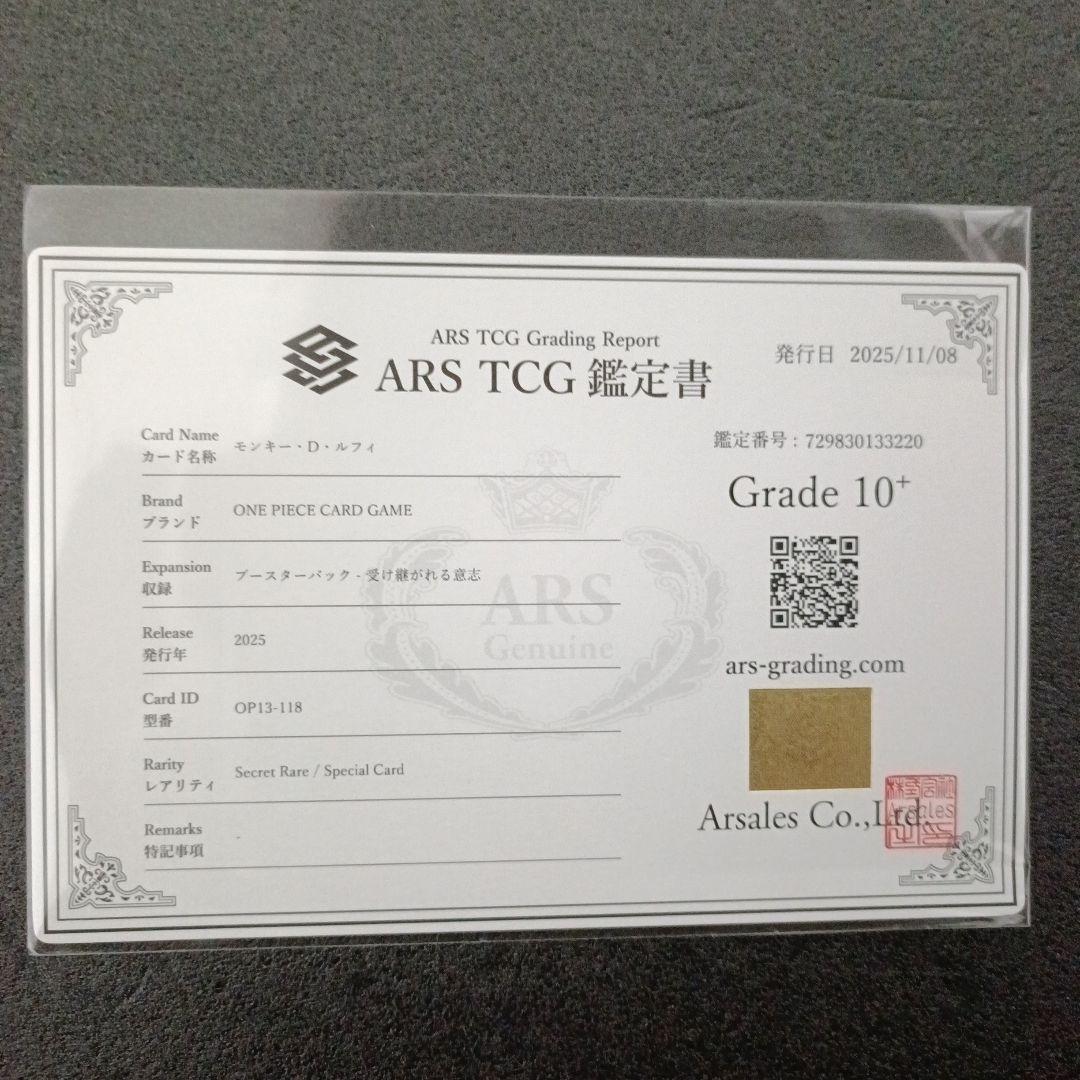 ARS TCG Grading Report
ARS TCG 鑑定書
発行日 2025/11/08
Card Name
カード名称
モンキー・D・ルフィ
Brand
ブランド
ONE PIECE CARD GAME
Expansion
収録
ブースターパック - 受け継がれる意志
Release
発行年
2025
Card ID
型番
OP13-118
Rarity
レアリティ
Secret Rare / Special Card
Remarks
特記事項
-
鑑定番号 : 729830133220
Grade 10+
ars-grading.com
Arsales Co.,Ltd.
株式会社
Arsales
ARS
Genuine